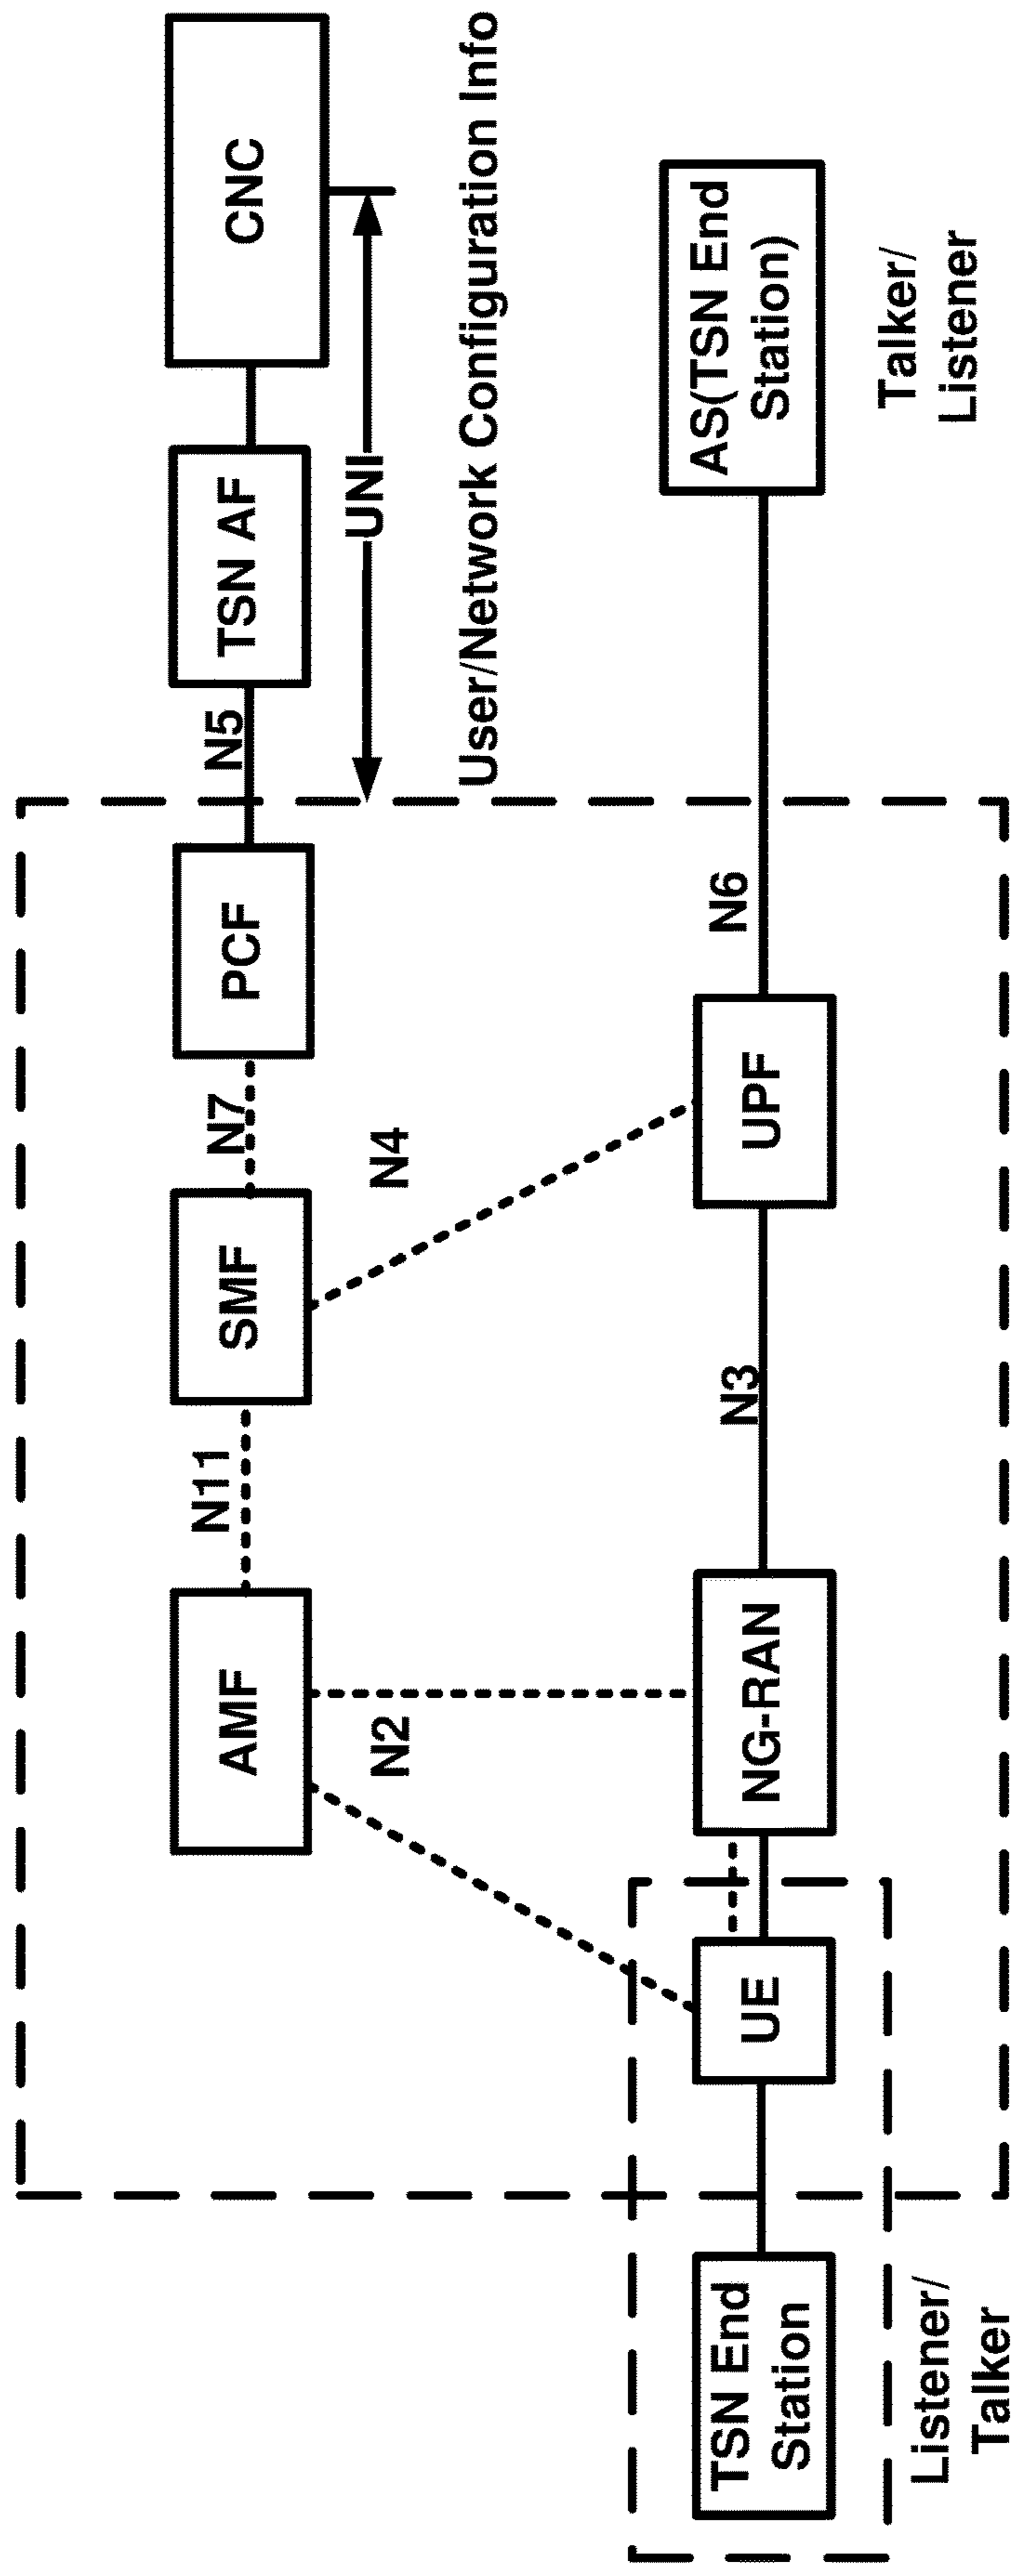 AMF
N11
SMF
N7
PCF
N5
TSN AF
CNC
N2
N4
UNI
User/Network Configuration Info
TSN End
Station
UE
NG-RAN
N3
UPF
N6
AS(TSN End
Station)
Listener/
Talker
Talker/
Listener